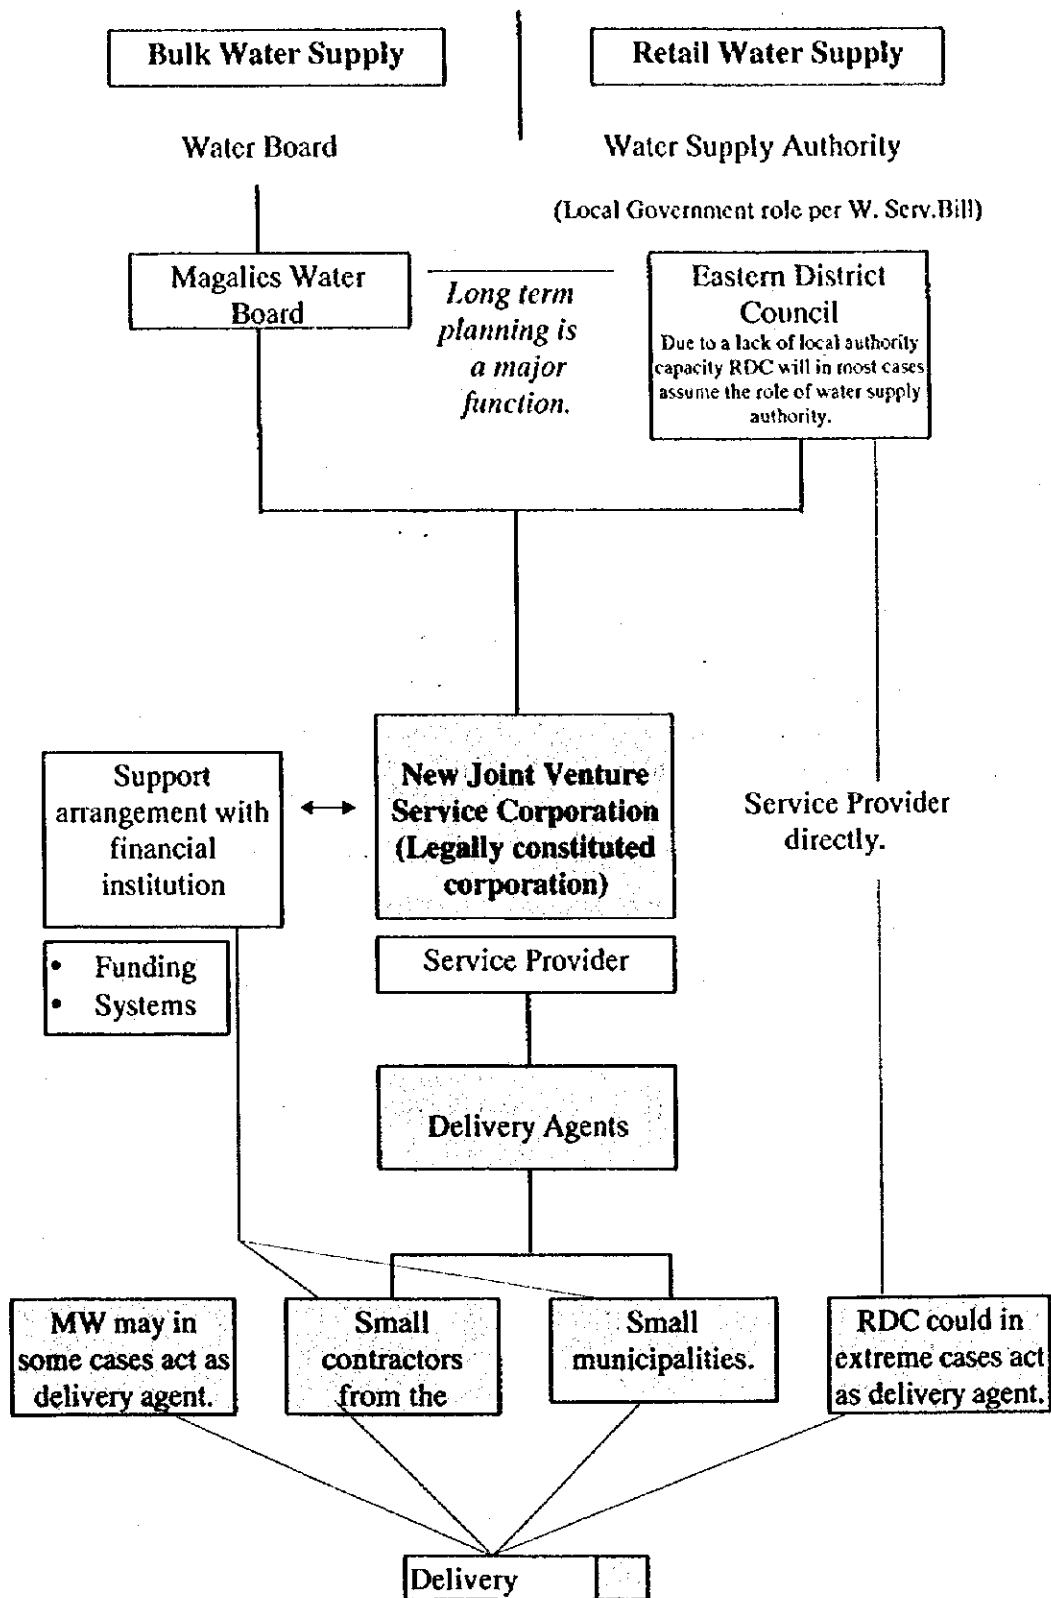 Bulk Water Supply
Retail Water Supply
Water Board
Water Supply Authority
(Local Government role per W. Serv.Bill)
Magalies Water
Board
Long term
planning is
a major
function.
Eastern District
Council
Due to a lack of local authority
capacity RDC will in most cases
assume the role of water supply
authority.
Support
arrangement with
financial
institution
New Joint Venture
Service Corporation
(Legally constituted
corporation)
Service Provider
directly.
• Funding
• Systems
Service Provider
Delivery Agents
MW may in
some cases act as
delivery agent.
Small
contractors
from the
Small
municipalities.
RDC could in
extreme cases act
as delivery agent.
Delivery